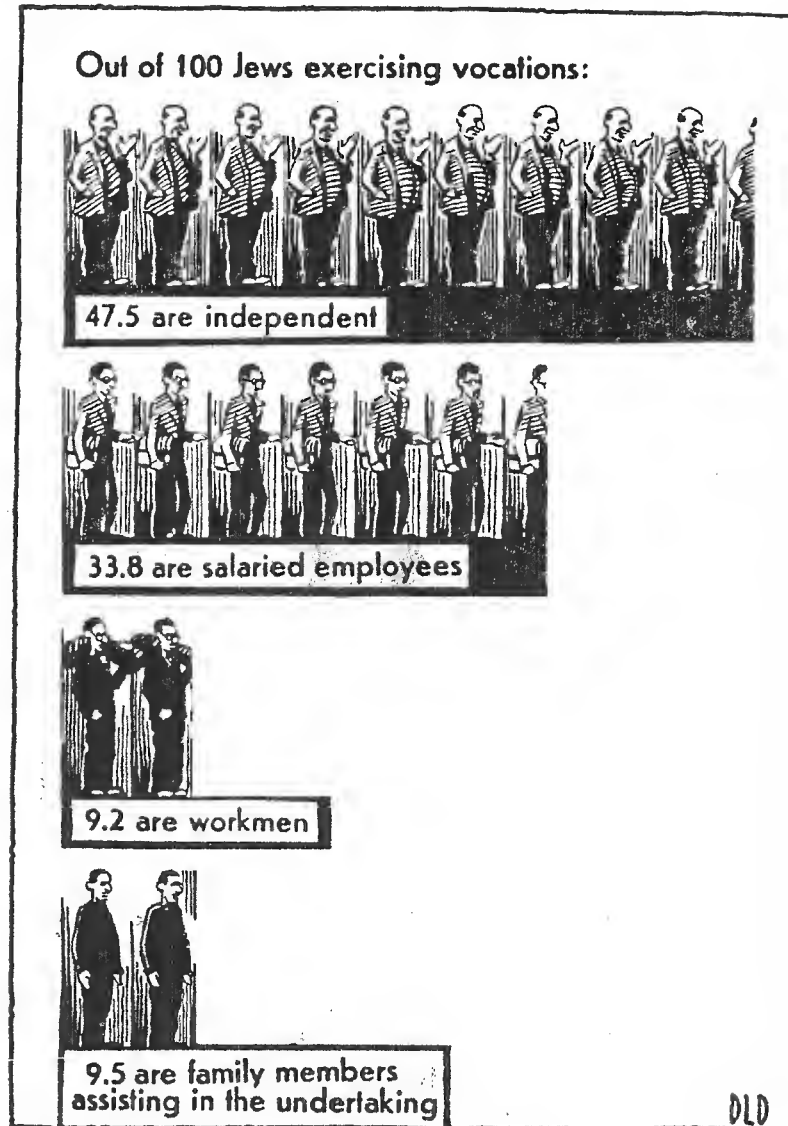 Out of 100 Jews exercising vocations:
47.5 are independent
33.8 are salaried employees
9.2 are workmen
9.5 are family members
assisting in the undertaking
DLD